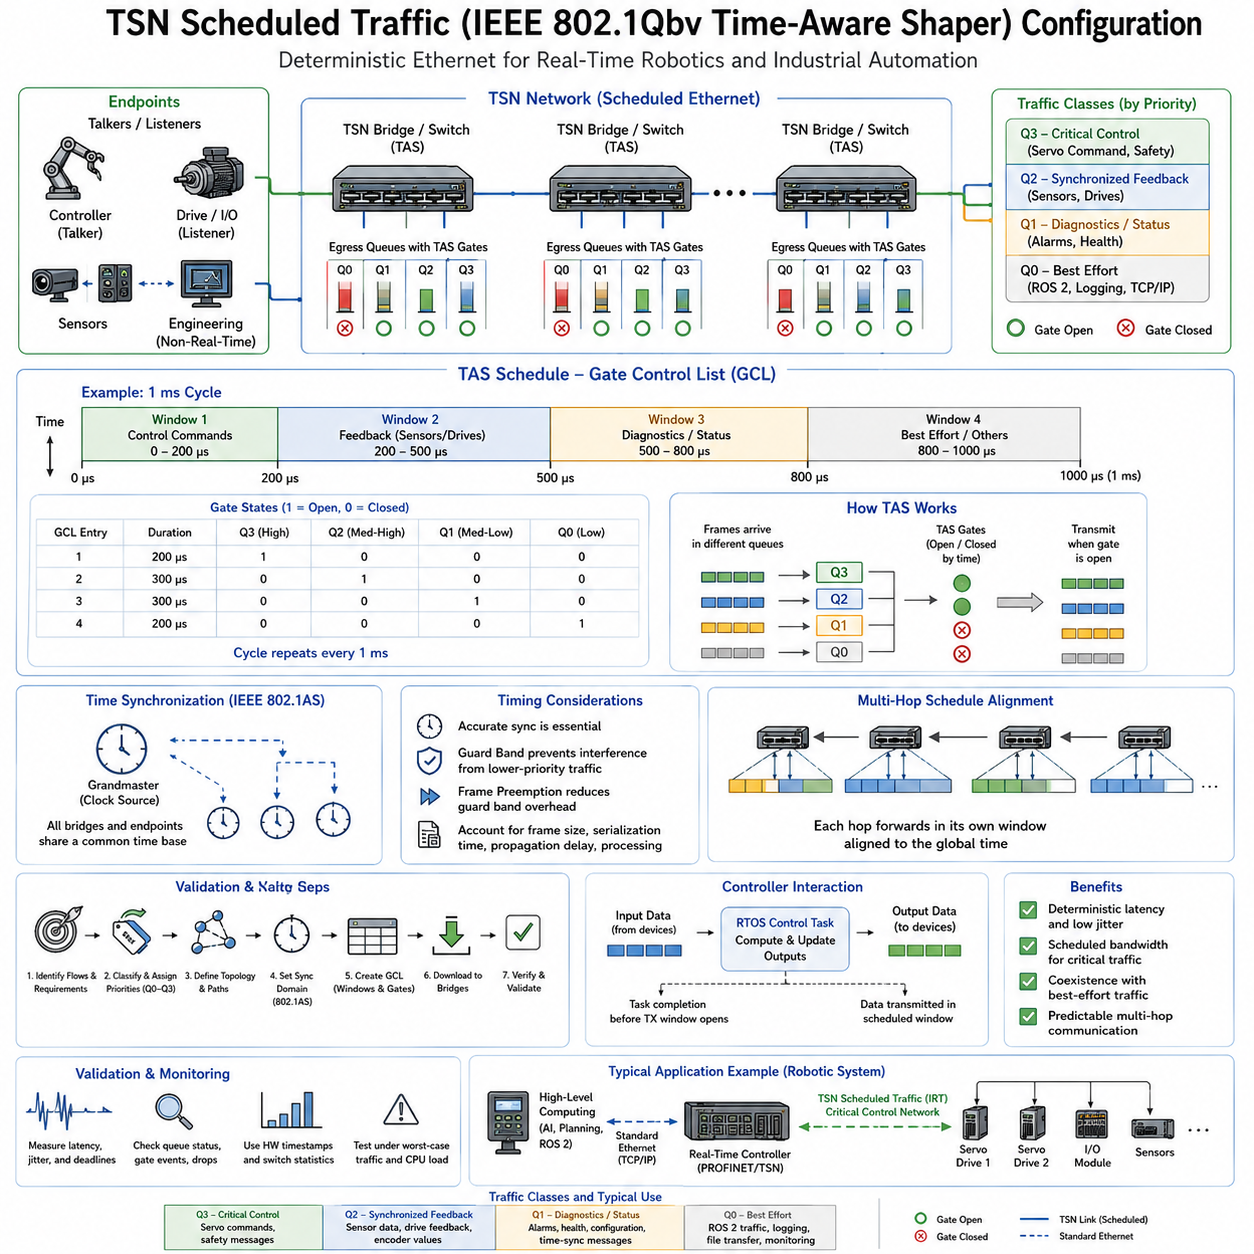 TSN Scheduled Traffic (IEEE 802.1Qbv Time-Aware Shaper) Configuration
Deterministic Ethernet for Real-Time Robotics and Industrial Automation
Endpoints
Talkers / Listeners
Controller
(Talker)
Drive / I/O
(Listener)
Sensors
Engineering
(Non-Real-Time)
TSN Network (Scheduled Ethernet)
TSN Bridge / Switch
(TAS)
TSN Bridge / Switch
(TAS)
TSN Bridge / Switch
(TAS)
Egress Queues with TAS Gates
Q0 Q1 Q2 Q3
Egress Queues with TAS Gates
Q0 Q1 Q2 Q3
Egress Queues with TAS Gates
Q0 Q1 Q2 Q3
Traffic Classes (by Priority)
Q3 – Critical Control
(Servo Command, Safety)
Q2 – Synchronized Feedback
(Sensors, Drives)
Q1 – Diagnostics / Status
(Alarms, Health)
Q0 – Best Effort
(ROS 2, Logging, TCP/IP)
Gate Open Gate Closed
TAS Schedule – Gate Control List (GCL)
Example: 1 ms Cycle
Time
Window 1
Control Commands
0 – 200 µs
Window 2
Feedback (Sensors/Drives)
200 – 500 µs
Window 3
Diagnostics / Status
500 – 800 µs
Window 4
Best Effort / Others
800 – 1000 µs
0 µs 200 µs 500 µs 800 µs 1000 µs (1 ms)
Gate States (1 = Open, 0 = Closed)
GCL Entry Duration Q3 (High) Q2 (Med-High) Q1 (Med-Low) Q0 (Low)
1 200 µs 1 0 0 0
2 300 µs 0 1 0 0
3 300 µs 0 0 1 0
4 200 µs 0 0 0 1
Cycle repeats every 1 ms
How TAS Works
Frames arrive
in different queues
TAS Gates
(Open / Closed
by time)
Transmit
when gate
is open
Q3
Q2
Q1
Q0
Time Synchronization (IEEE 802.1AS)
Grandmaster
(Clock Source)
All bridges and endpoints
share a common time base
Timing Considerations
Accurate sync is essential
Guard Band prevents interference
from lower-priority traffic
Frame Preemption reduces
guard band overhead
Account for frame size, serialization
time, propagation delay, processing
Multi-Hop Schedule Alignment
Each hop forwards in its own window
aligned to the global time
Validation & Seps
1. Identify Flows &
Requirements
2. Classify & Assign
Priorities (Q0–Q3)
3. Define Topology
& Paths
4. Set Sync
Domain
(802.1AS)
5. Create GCL
(Windows & Gates)
6. Download to
Bridges
7. Verify &
Validate
Controller Interaction
Input Data
(from devices)
RTOS Control Task
Compute & Update
Outputs
Output Data
(to devices)
Task completion
before TX window opens
Data transmitted in
scheduled window
Benefits
Deterministic latency
and low jitter
Scheduled bandwidth
for critical traffic
Coexistence with
best-effort traffic
Predictable multi-hop
communication
Validation & Monitoring
Measure latency,
jitter, and deadlines
Check queue status,
gate events, drops
Use HW timestamps
and switch statistics
Test under worst-case
traffic and CPU load
Typical Application Example (Robotic System)
High-Level
Computing
(AI, Planning,
ROS 2)
Standard
Ethernet
(TCP/IP)
Real-Time Controller
(PROFINET/TSN)
TSN Scheduled Traffic (IRT)
Critical Control Network
Servo
Drive 1
Servo
Drive 2
I/O
Module
Sensors
Traffic Classes and Typical Use
Q3 – Critical Control
Servo commands,
safety messages
Q2 – Synchronized Feedback
Sensor data, drive feedback,
encoder values
Q1 – Diagnostics / Status
Alarms, health, configuration,
time-sync messages
Q0 – Best Effort
ROS 2 traffic, logging,
file transfer, monitoring
Gate Open
Gate Closed
TSN Link (Scheduled)
Standard Ethernet